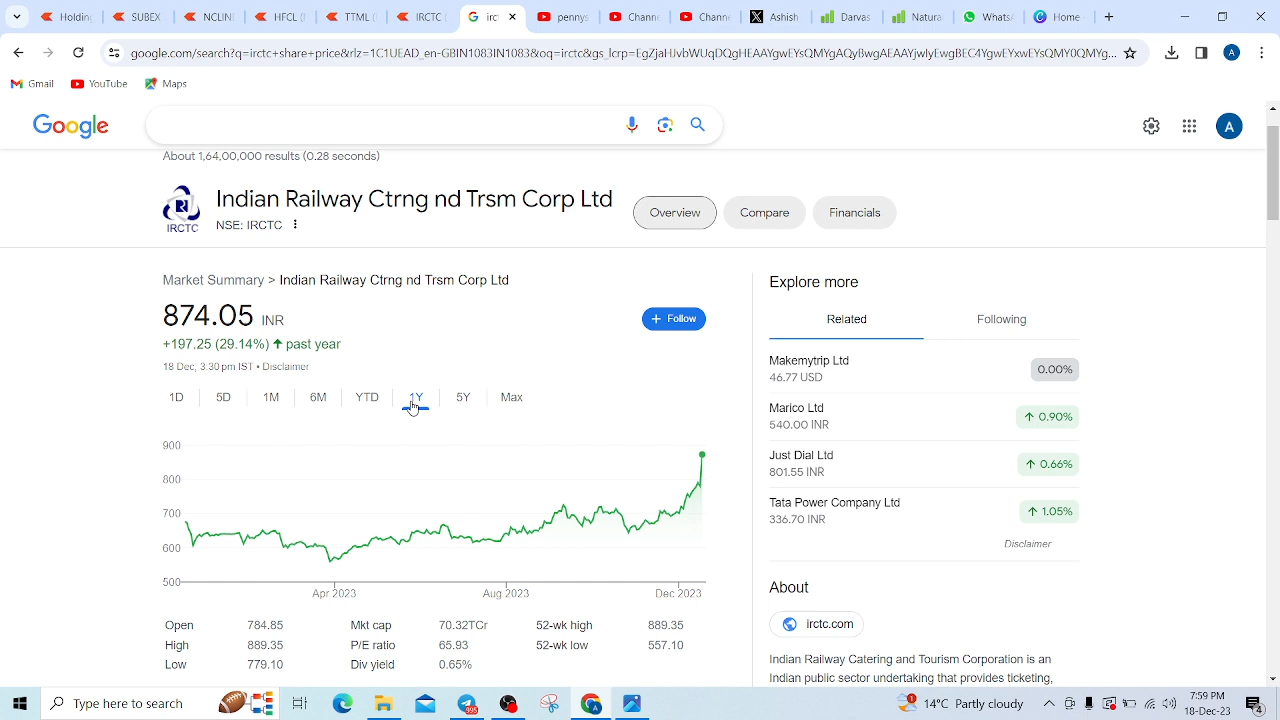 Holding
SUBEX
NCLIN
HFCL (
TTML (
IRCTC
irc
pennys
Channe
Channe
Ashish
Darvas
Natura
WhatsA
Home
google.com/search?q=irctc+share+price&rlz=1C1UEAD_en-GBIN1083IN1083&oq=irctc&gs_lcrp=
Gmail YouTube Maps
Google
A
About 1,64,00,000 results (0.28 seconds)
Indian Railway Ctrng nd Trsm Corp Ltd
NSE: IRCTC
IRCTC
Overview Compare Financials
Market Summary > Indian Railway Ctrng nd Trsm Corp Ltd
874.05 INR
+ Follow
+197.25 (29.14%) ↑ past year
18 Dec, 3:30 pm IST • Disclaimer
1D 5D 1M 6M YTD 1Y 5Y Max
900
800
700
600
500
Apr 2023 Aug 2023 Dec 2023
Open 784.85 Mkt cap 70.32TCr 52-wk high 889.35
High 889.35 P/E ratio 65.93 52-wk low 557.10
Low 779.10 Div yield 0.65%
Explore more
Related Following
Makemytrip Ltd
46.77 USD
0.00%
Marico Ltd
540.00 INR
↑ 0.90%
Just Dial Ltd
801.55 INR
↑ 0.66%
Tata Power Company Ltd
336.70 INR
↑ 1.05%
Disclaimer
About
irctc.com
Indian Railway Catering and Tourism Corporation is an
Indian public sector undertaking that provides ticketing,
Type here to search
14°C Partly cloudy
7:59 PM
18-Dec-23